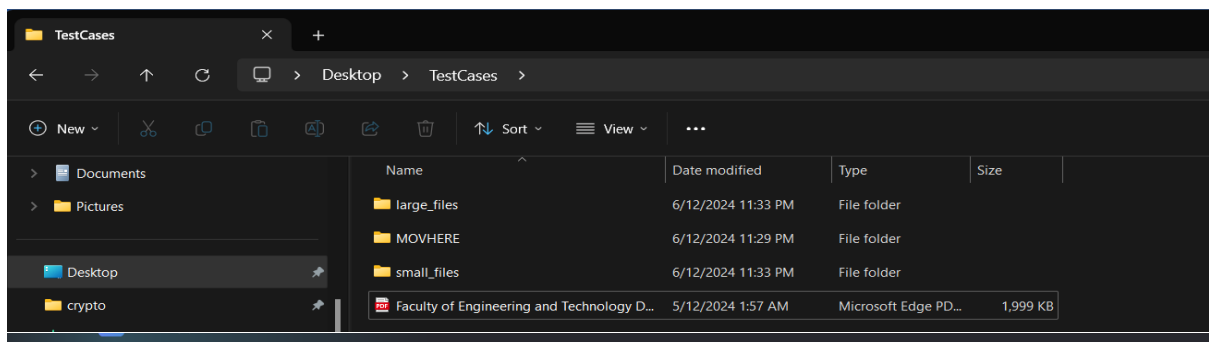 TestCases
Desktop > TestCases >
New Sort View ...
Documents
Pictures
Desktop
crypto
Name Date modified Type Size
large_files 6/12/2024 11:33 PM File folder
MOVHERE 6/12/2024 11:29 PM File folder
small_files 6/12/2024 11:33 PM File folder
Faculty of Engineering and Technology D... 5/12/2024 1:57 AM Microsoft Edge PD... 1,999 KB